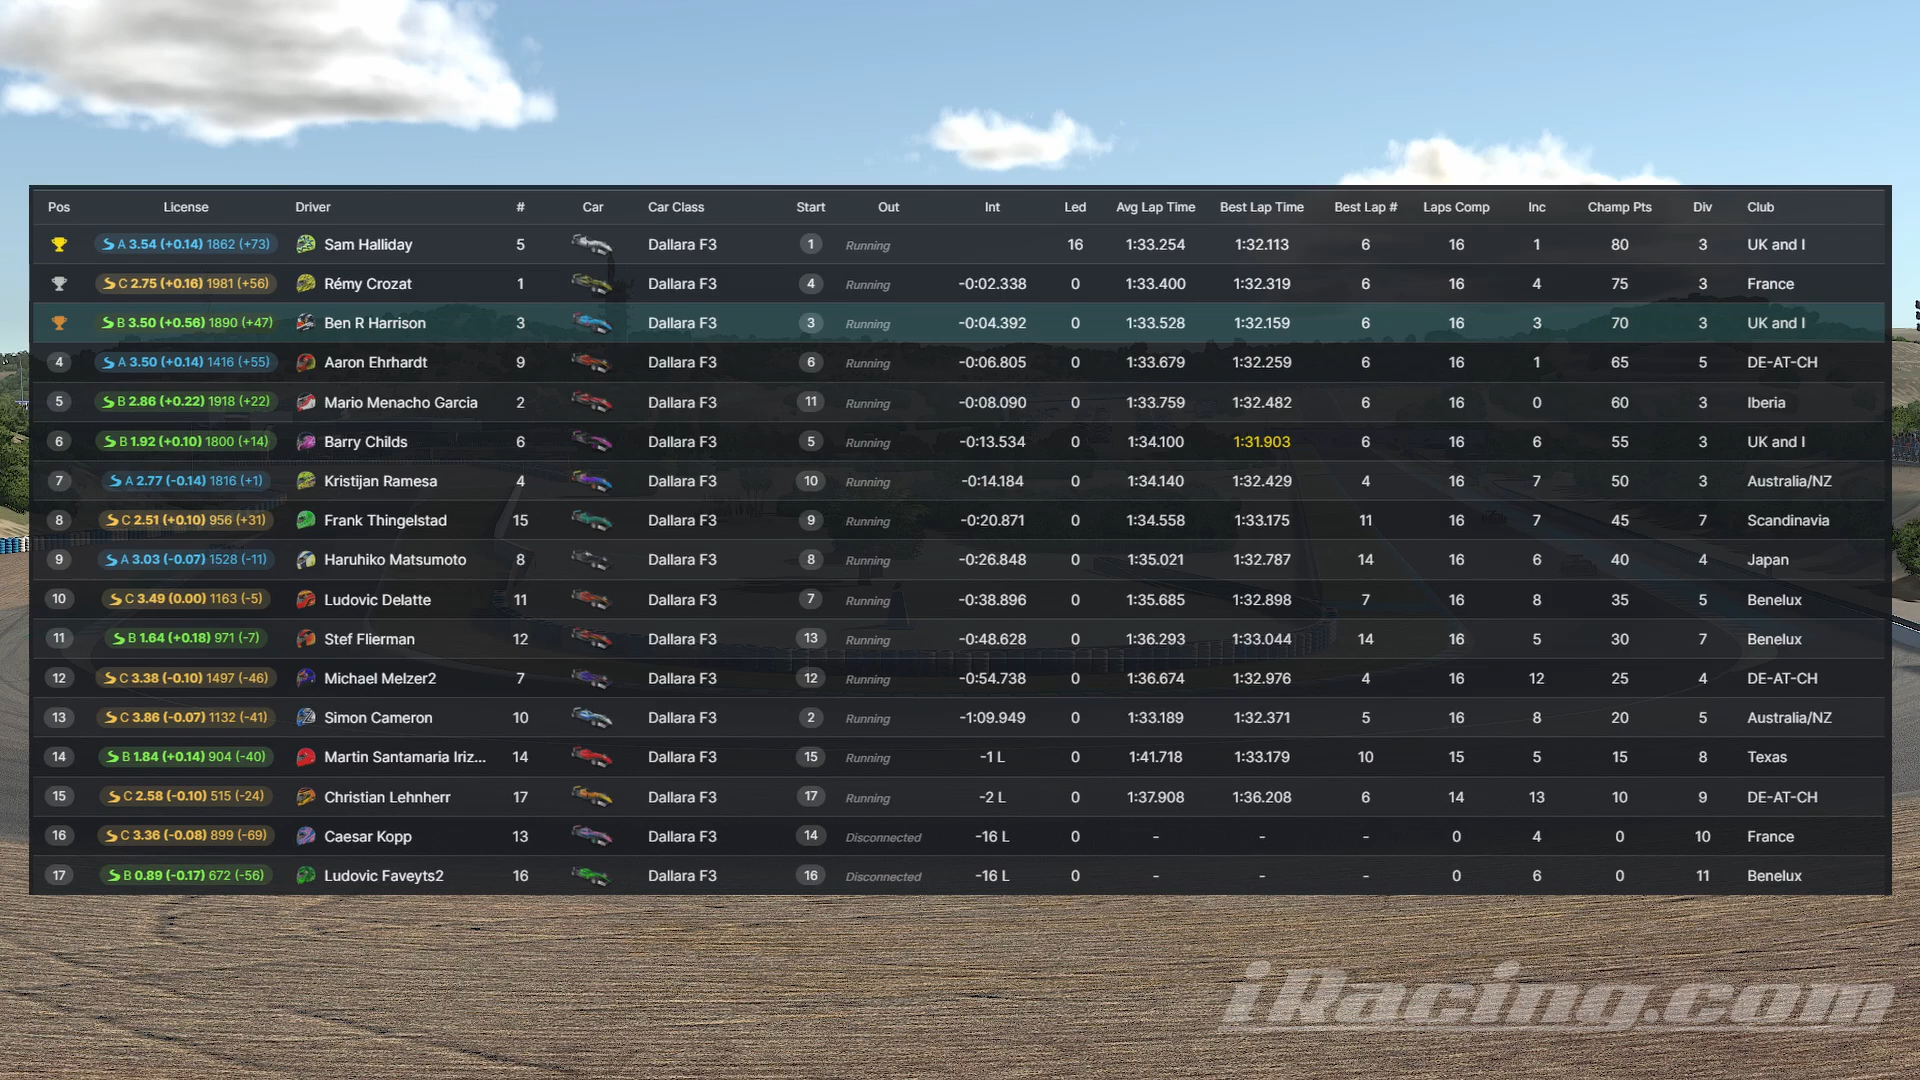 Pos License Driver # Car Car Class Start Out Int Led Avg Lap Time Best Lap Time Best Lap # Laps Comp Inc Champ Pts Div Club
A 3.54 (+0.14) 1862 (+73) Sam Halliday 5 Dallara F3 1 Running 16 1:33.254 1:32.113 6 16 1 80 3 UK and I
C 2.75 (+0.16) 1981 (+56) Rémy Crozat 1 Dallara F3 4 Running -0:02.338 0 1:33.400 1:32.319 6 16 4 75 3 France
B 3.50 (+0.56) 1890 (+47) Ben R Harrison 3 Dallara F3 3 Running -0:04.392 0 1:33.528 1:32.159 6 16 3 70 3 UK and I
4 A 3.50 (+0.14) 1416 (+55) Aaron Ehrhardt 9 Dallara F3 6 Running -0:06.805 0 1:33.679 1:32.259 6 16 1 65 5 DE-AT-CH
5 B 2.86 (+0.22) 1918 (+22) Mario Menacho Garcia 2 Dallara F3 11 Running -0:08.090 0 1:33.759 1:32.482 6 16 0 60 3 Iberia
6 B 1.92 (+0.10) 1800 (+14) Barry Childs 6 Dallara F3 5 Running -0:13.534 0 1:34.100 1:31.903 6 16 6 55 3 UK and I
7 A 2.77 (-0.14) 1816 (+1) Kristijan Ramesa 4 Dallara F3 10 Running -0:14.184 0 1:34.140 1:32.429 4 16 7 50 3 Australia/NZ
8 C 2.51 (+0.10) 956 (+31) Frank Thingelstad 15 Dallara F3 9 Running -0:20.871 0 1:34.558 1:33.175 11 16 7 45 7 Scandinavia
9 A 3.03 (-0.07) 1528 (-11) Haruhiko Matsumoto 8 Dallara F3 8 Running -0:26.848 0 1:35.021 1:32.787 14 16 6 40 4 Japan
10 C 3.49 (0.00) 1163 (-5) Ludovic Delatte 11 Dallara F3 7 Running -0:38.896 0 1:35.685 1:32.898 7 16 8 35 5 Benelux
11 B 1.64 (+0.18) 971 (-7) Stef Flierman 12 Dallara F3 13 Running -0:48.628 0 1:36.293 1:33.044 14 16 5 30 7 Benelux
12 C 3.38 (-0.10) 1497 (-46) Michael Melzer2 7 Dallara F3 12 Running -0:54.738 0 1:36.674 1:32.976 4 16 12 25 4 DE-AT-CH
13 C 3.86 (-0.07) 1132 (-41) Simon Cameron 10 Dallara F3 2 Running -1:09.949 0 1:33.189 1:32.371 5 16 8 20 5 Australia/NZ
14 B 1.84 (+0.14) 904 (-40) Martin Santamaria Iriz... 14 Dallara F3 15 Running -1 L 0 1:41.718 1:33.179 10 15 5 15 8 Texas
15 C 2.58 (-0.10) 515 (-24) Christian Lehnherr 17 Dallara F3 17 Running -2 L 0 1:37.908 1:36.208 6 14 13 10 9 DE-AT-CH
16 C 3.36 (-0.08) 899 (-69) Caesar Kopp 13 Dallara F3 14 Disconnected -16 L 0 - - - 0 4 0 10 France
17 B 0.89 (-0.17) 672 (-56) Ludovic Faveyts2 16 Dallara F3 16 Disconnected -16 L 0 - - - 0 6 0 11 Benelux
iRacing.com